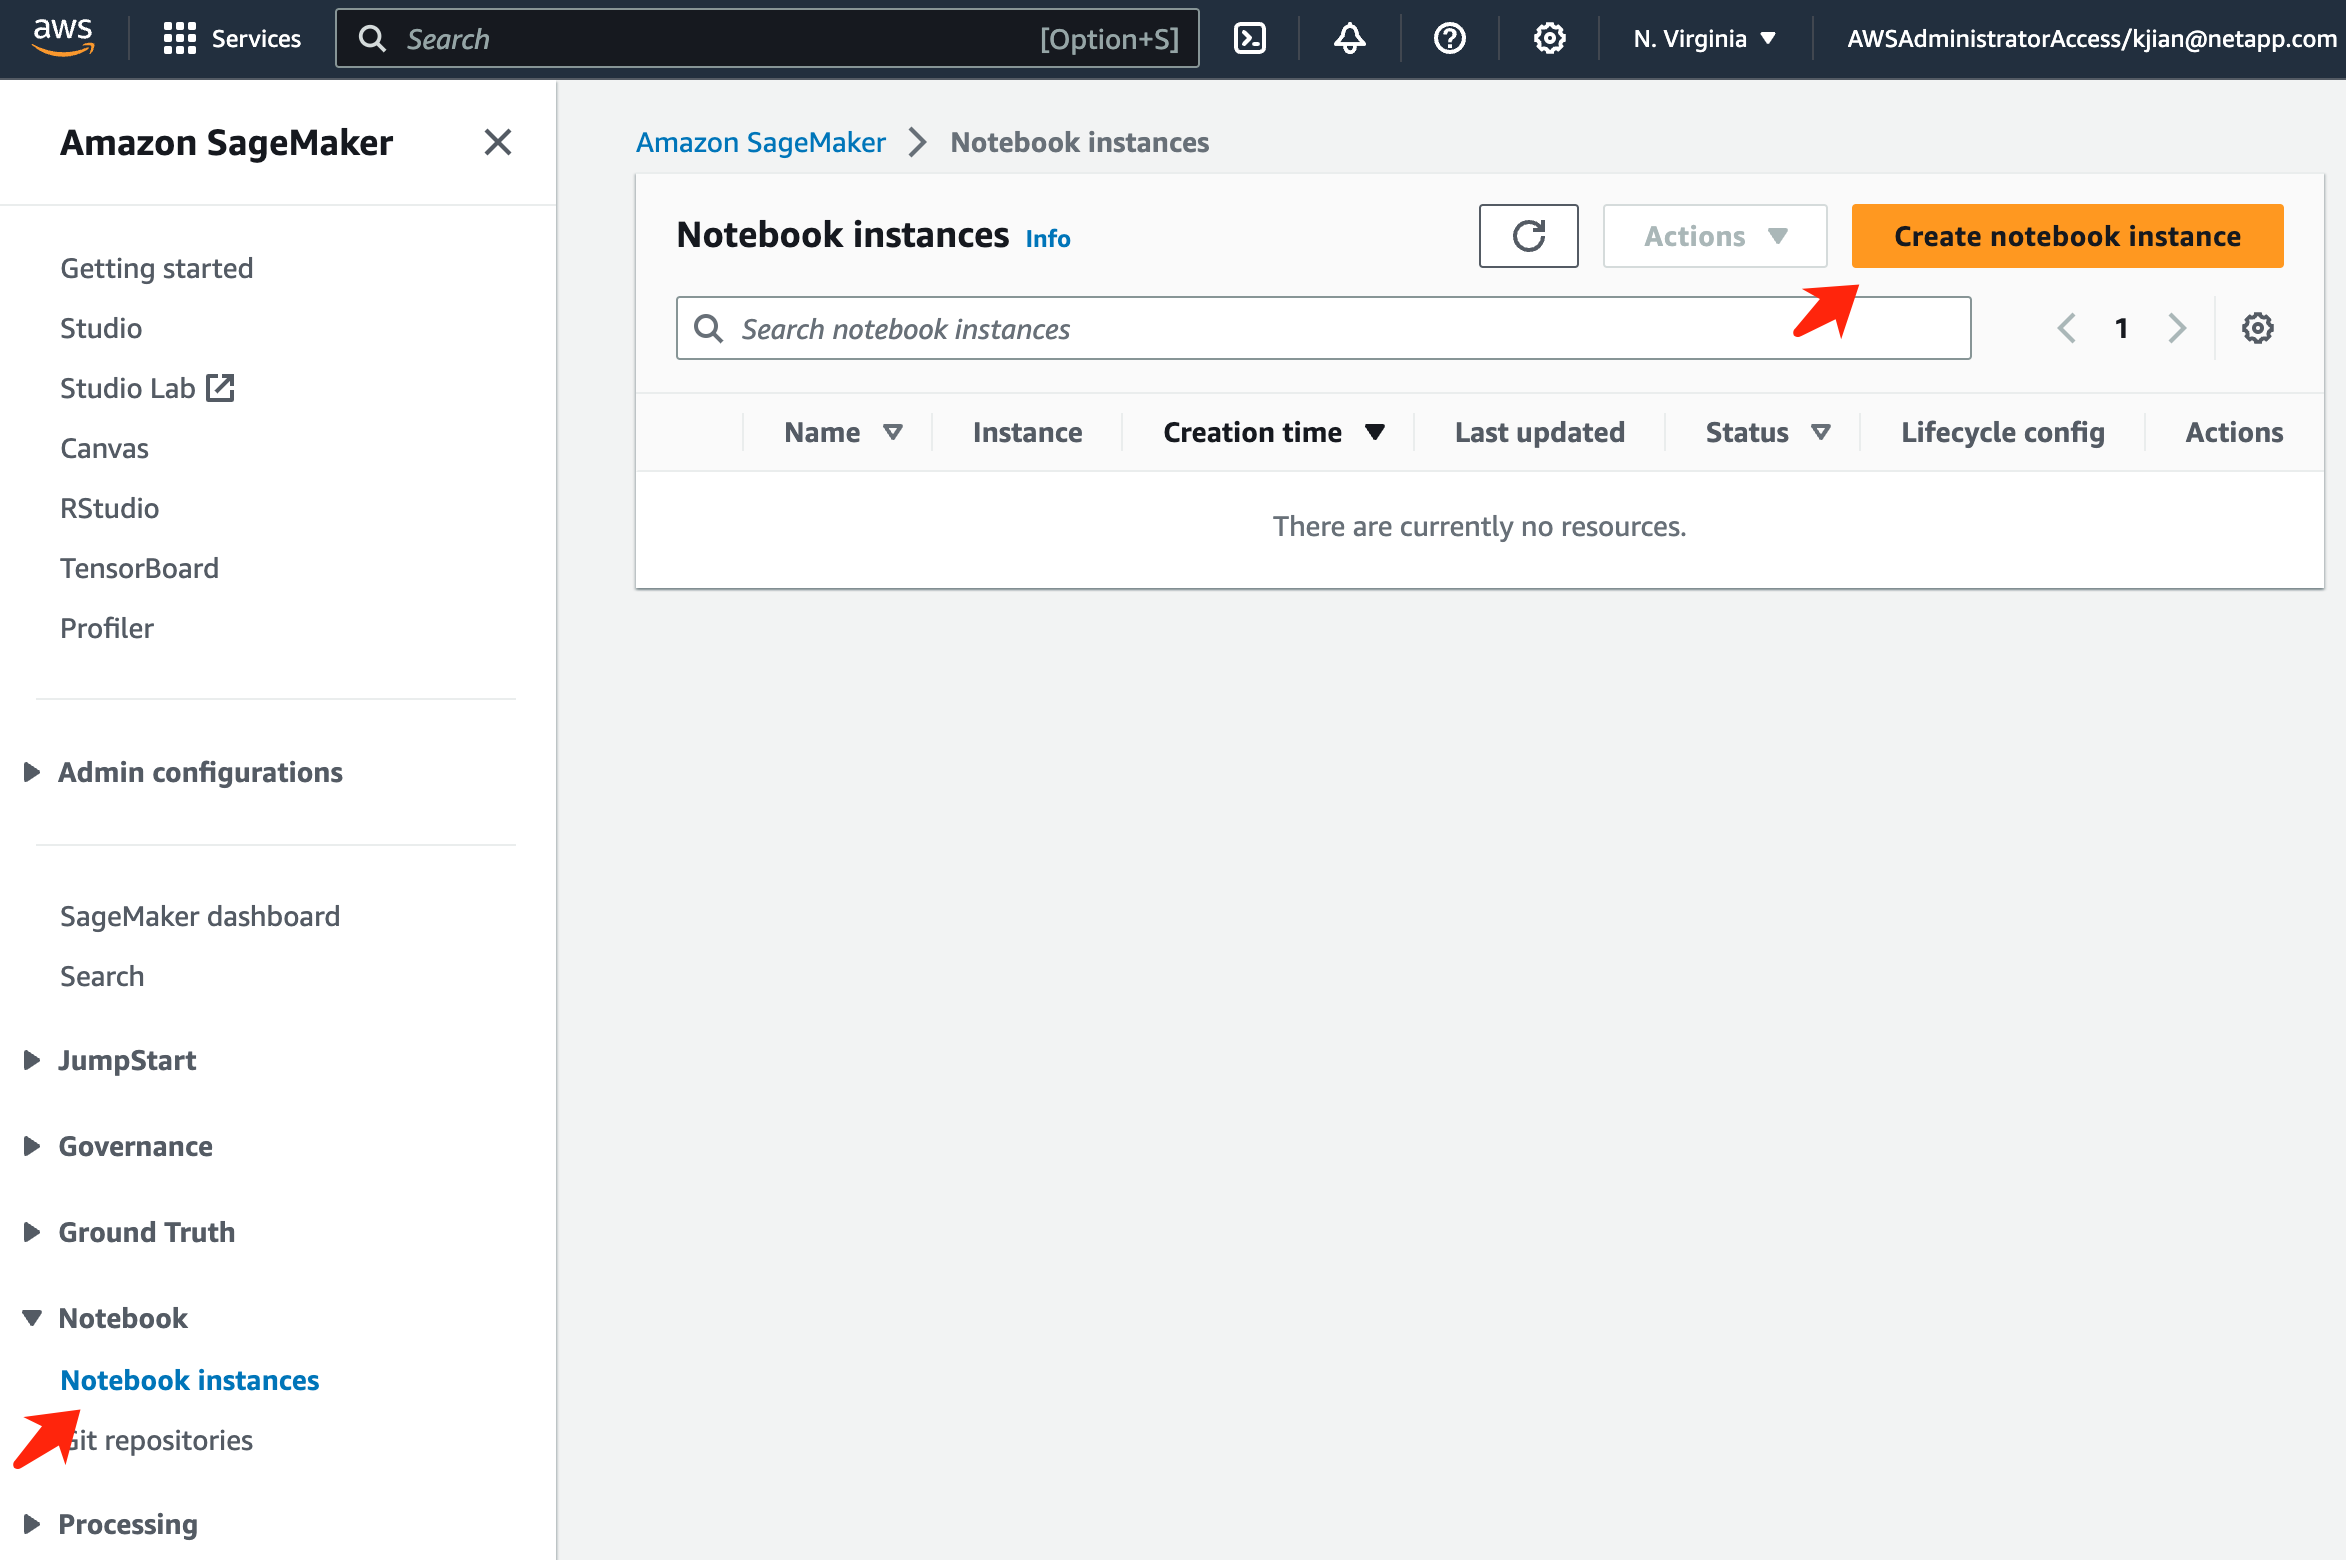 aws Services Search [Option+S] N. Virginia AWSAdministratorAccess/kjian@netapp.com
Amazon SageMaker
Getting started
Studio
Studio Lab
Canvas
RStudio
TensorBoard
Profiler
Admin configurations
SageMaker dashboard
Search
JumpStart
Governance
Ground Truth
Notebook
Notebook instances
Git repositories
Processing
Amazon SageMaker > Notebook instances
Notebook instances Info Actions Create notebook instance
Search notebook instances 1
Name Instance Creation time Last updated Status Lifecycle config Actions
There are currently no resources.